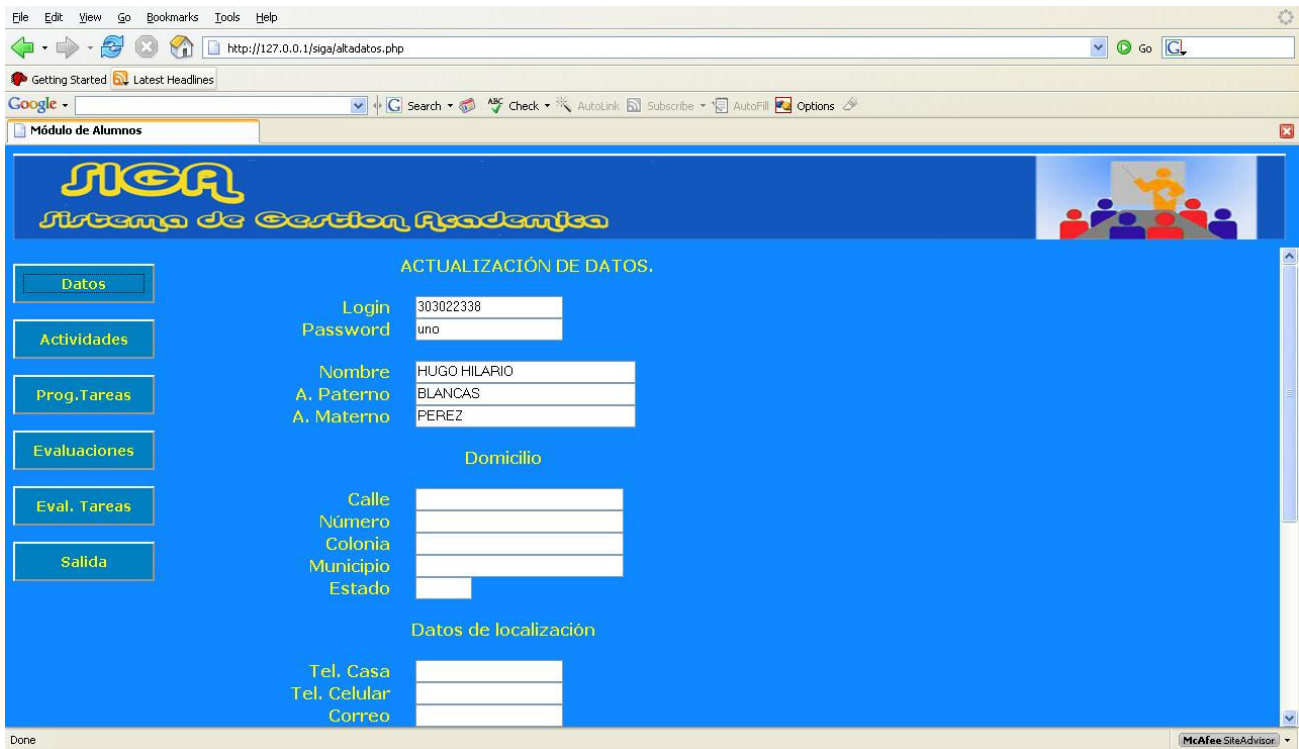 File Edit View Go Bookmarks Tools Help
http://127.0.0.1/siga/altadatos.php Go G
Getting Started Latest Headlines
Google G Search ABC Check AutoLink Subscribe AutoFill Options
Módulo de Alumnos
SIGA
Sistema de Gestion Academica
Datos
Actividades
Prog.Tareas
Evaluaciones
Eval. Tareas
Salida
ACTUALIZACIÓN DE DATOS.
Login 303022338
Password uno
Nombre HUGO HILARIO
A. Paterno BLANCAS
A. Materno PEREZ
Domicilio
Calle
Número
Colonia
Municipio
Estado
Datos de localización
Tel. Casa
Tel. Celular
Correo
Done McAfee SiteAdvisor